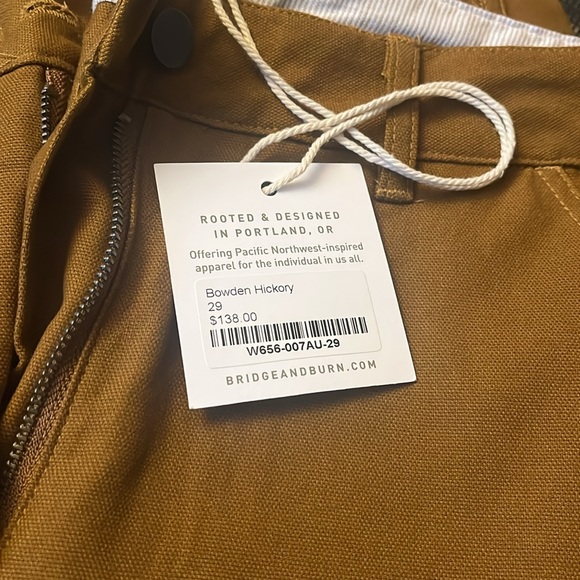 ROOTED & DESIGNED
IN PORTLAND, OR
Offering Pacific Northwest-inspired
apparel for the individual in us all.
Bowden Hickory
29
$138.00
W656-007AU-29
BRIDGEANDBURN.COM